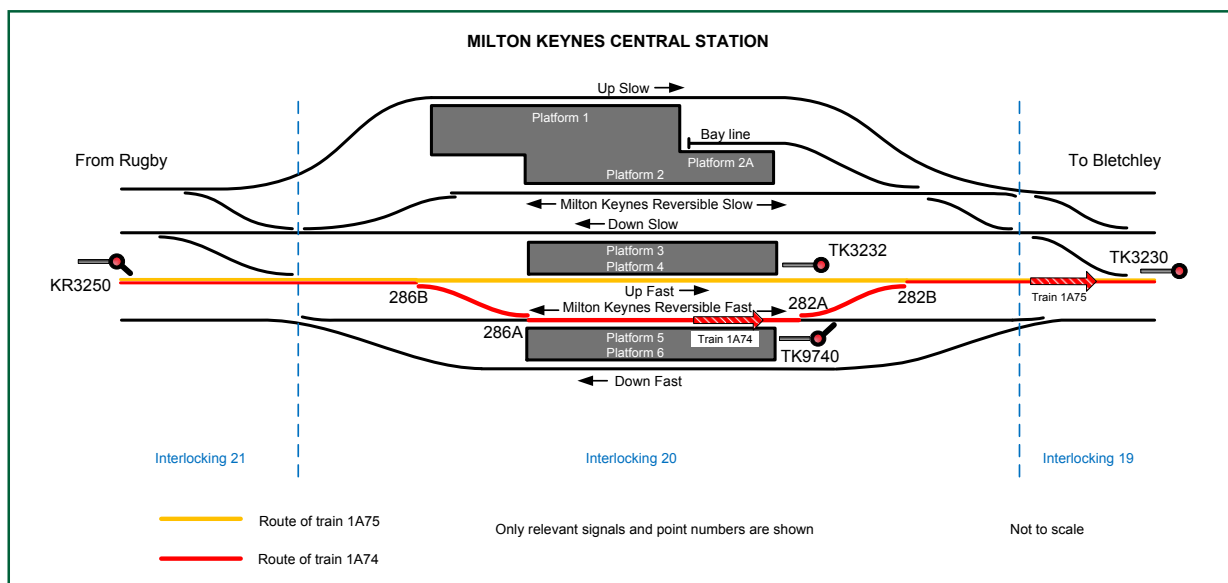 MILTON KEYNES CENTRAL STATION
Up Slow
Platform 1
Bay line
From Rugby
Platform 2A
To Bletchley
Platform 2
Milton Keynes Reversible Slow
Down Slow
Platform 3
TK3232
TK3230
Platform 4
KR3250
Up Fast
Train 1A75
286B
Milton Keynes Reversible Fast
282A
282B
286A
Platform 5
Train 1A74
Platform 6
TK9740
Down Fast
Interlocking 21
Interlocking 20
Interlocking 19
Route of train 1A75
Only relevant signals and point numbers are shown
Not to scale
Route of train 1A74